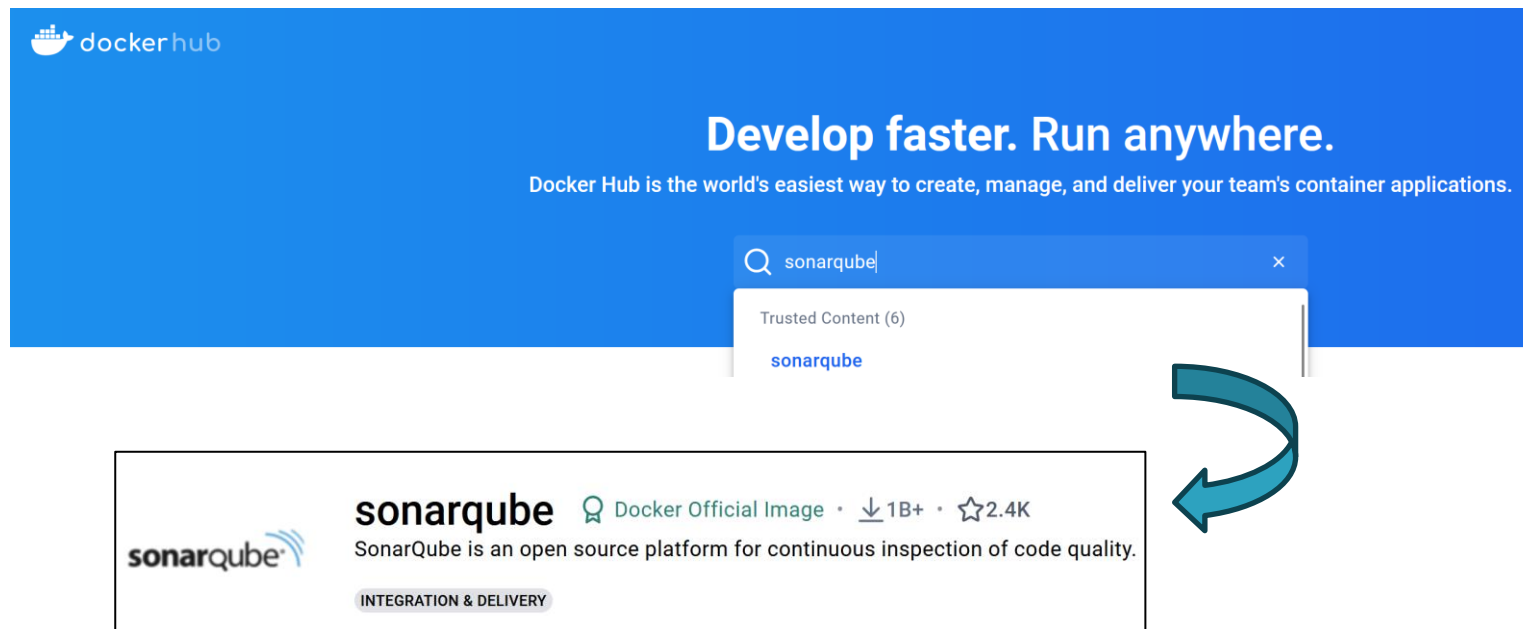 dockerhub
Develop faster. Run anywhere.
Docker Hub is the world's easiest way to create, manage, and deliver your team's container applications.
sonarqube
Trusted Content (6)
sonarqube
sonarqube Docker Official Image · 1B+ · 2.4K
sonarqube
SonarQube is an open source platform for continuous inspection of code quality.
INTEGRATION & DELIVERY